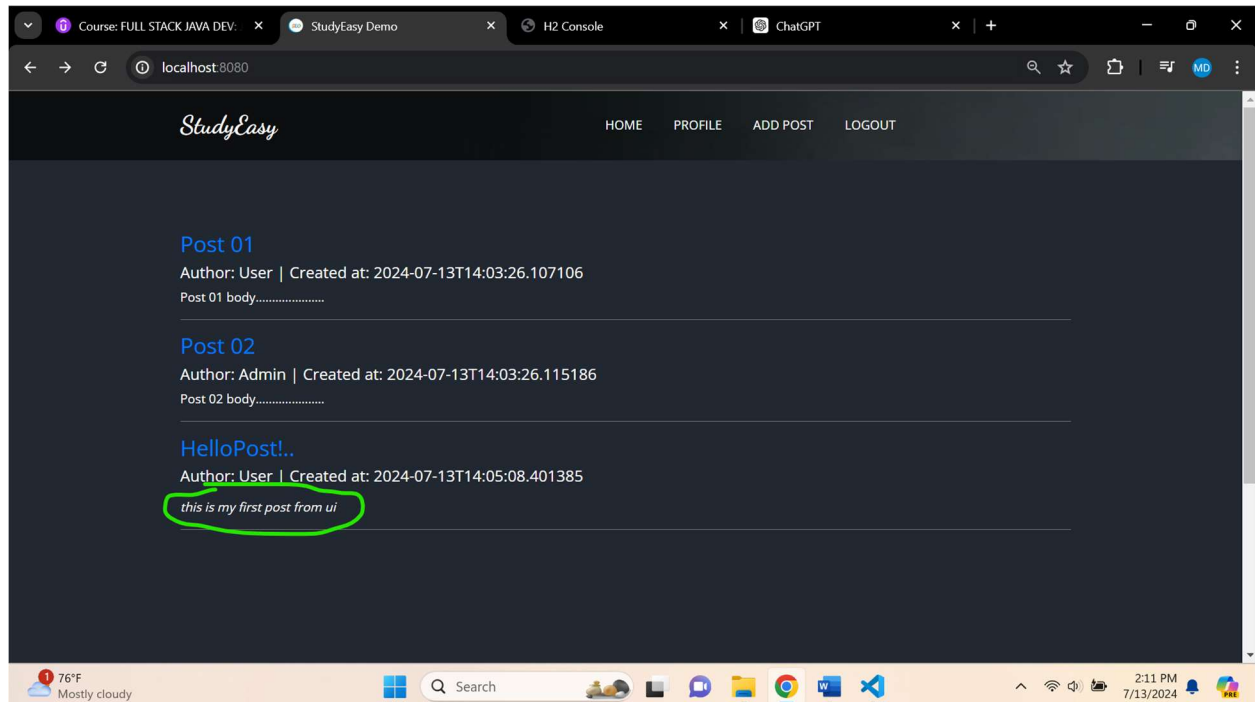 Course: FULL STACK JAVA DEV: StudyEasy Demo H2 Console ChatGPT
localhost:8080 MD
StudyEasy HOME PROFILE ADD POST LOGOUT
Post 01
Author: User | Created at: 2024-07-13T14:03:26.107106
Post 01 body.....................
Post 02
Author: Admin | Created at: 2024-07-13T14:03:26.115186
Post 02 body.....................
HelloPost!..
Author: User | Created at: 2024-07-13T14:05:08.401385
this is my first post from ui
1 76°F Search 2:11 PM
Mostly cloudy 7/13/2024 PRE